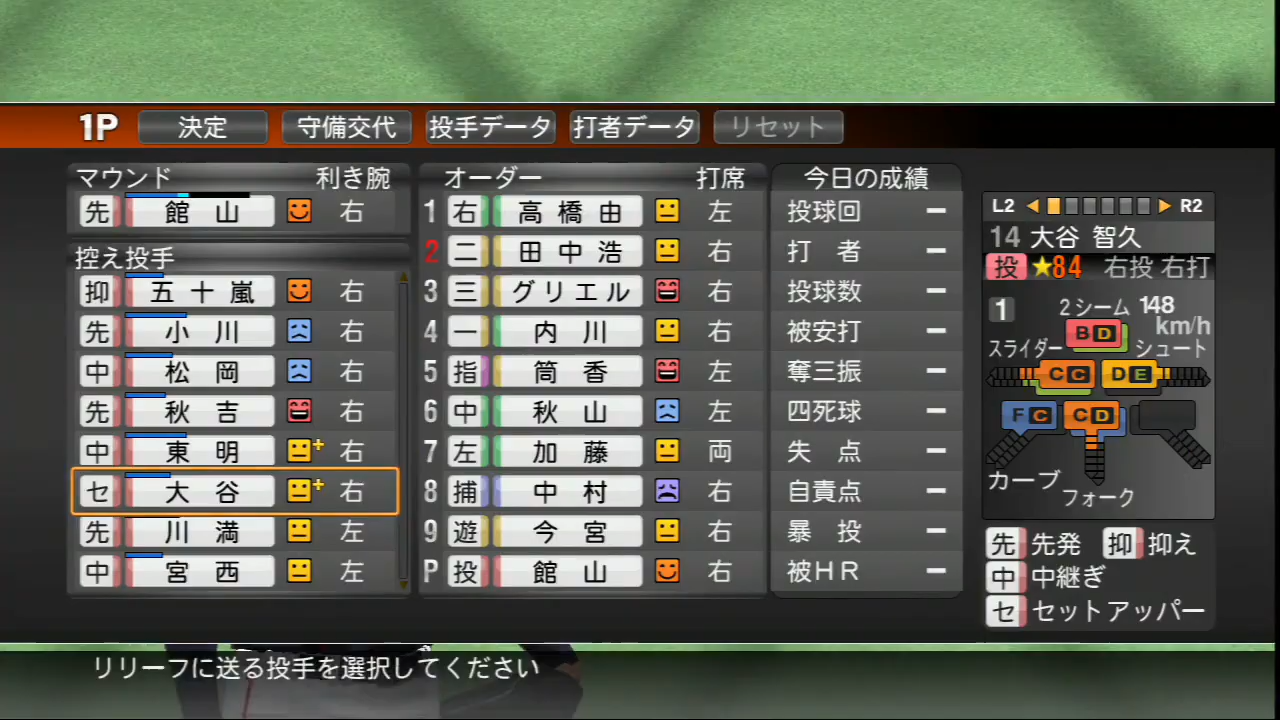 1P 決定 守備交代 投手データ 打者データ リセット
マウンド 利き腕
先 館山 右
控え投手
抑 五十嵐 右
先 小川 右
中 松岡 右
先 秋吉 右
中 東明 右
セ 大谷 右
先 川満 左
中 宮西 左
オーダー 打席
1 右 高橋由 左
2 二 田中浩 右
3 三 グリエル 右
4 一 内川 右
5 指 筒香 左
6 中 秋山 左
7 左 加藤 両
8 捕 中村 右
9 遊 今宮 右
P 投 館山 右
今日の成績
投球回 ー
打者 ー
投球数 ー
被安打 ー
奪三振 ー
四死球 ー
失点 ー
自責点 ー
暴投 ー
被HR ー
L2 R2
14 大谷 智久
投 ★84 右投 右打
1 2シーム 148
km/h
スライダー B D シュート
C C D E
F C C D
カーブ
フォーク
先 先発 抑 抑え
中 中継ぎ
セ セットアッパー
リリーフに送る投手を選択してください